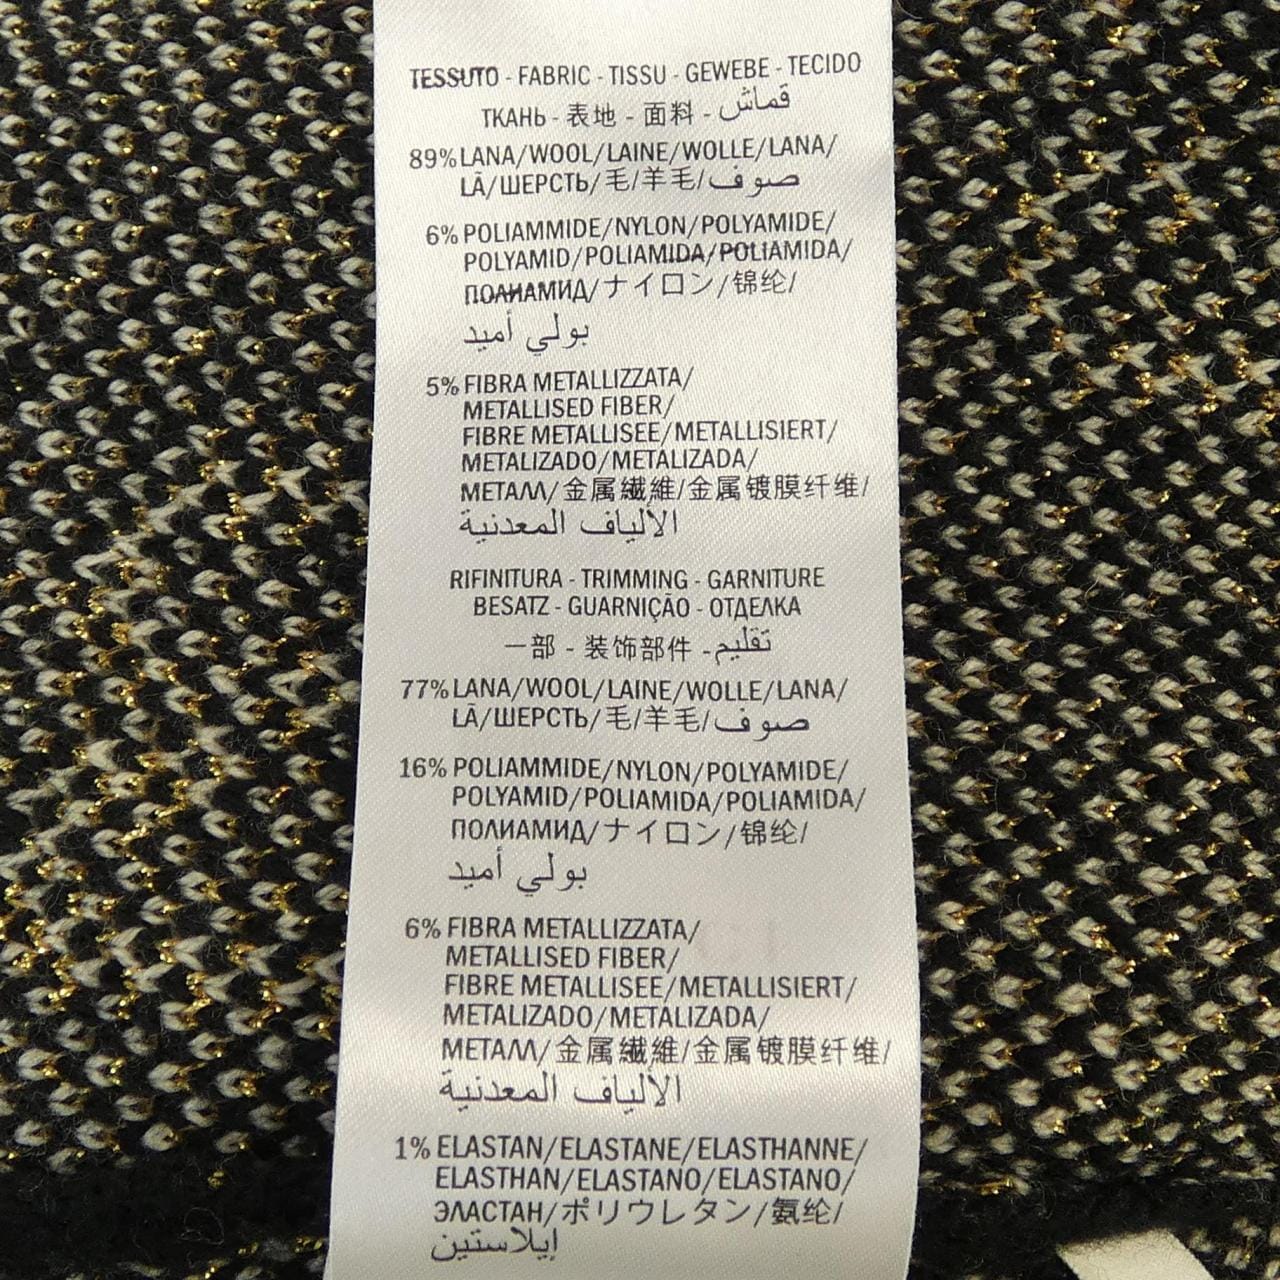 TESSUTO - FABRIC - TISSU - GEWEBE - TECIDO
ТКАНЬ - 表地 - 面料 - قماش
89% LANA/WOOL/LAINE/WOLLE/LANA/
LÃ/ШЕРСТЬ/毛/羊毛/صوف
6% POLIAMMIDE/NYLON/POLYAMIDE/
POLYAMID/POLIAMIDA/POLIAMIDA/
ПОЛИАМИД/ナイロン/锦纶/
بولي أميد
5% FIBRA METALLIZZATA/
METALLISED FIBER/
FIBRE METALLISEE/METALLISIERT/
METALIZADO/METALIZADA/
МЕТАЛЛ/金属繊維/金属镀膜纤维/
الالياف المعدنية
RIFINITURA - TRIMMING - GARNITURE
BESATZ - GUARNIÇÃO - ОТДЕЛКА
一部 - 装饰部件 - تقليم
77% LANA/WOOL/LAINE/WOLLE/LANA/
LÃ/ШЕРСТЬ/毛/羊毛/صوف
16% POLIAMMIDE/NYLON/POLYAMIDE/
POLYAMID/POLIAMIDA/POLIAMIDA/
ПОЛИАМИД/ナイロン/锦纶/
بولي أميد
6% FIBRA METALLIZZATA/
METALLISED FIBER/
FIBRE METALLISEE/METALLISIERT/
METALIZADO/METALIZADA/
МЕТАЛЛ/金属繊維/金属镀膜纤维/
الالياف المعدنية
1% ELASTAN/ELASTANE/ELASTHANNE/
ELASTHAN/ELASTANO/ELASTANO/
ЭЛАСТАН/ポリウレタン/氨纶/
إيلاستين